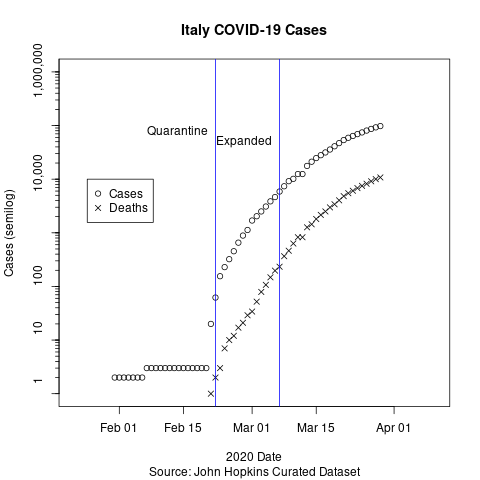 Italy COVID-19 Cases
1,000,000
10,000
100
10
1
Cases (semilog)
Quarantine
Expanded
Cases
Deaths
Feb 01
Feb 15
Mar 01
Mar 15
Apr 01
2020 Date
Source: John Hopkins Curated Dataset